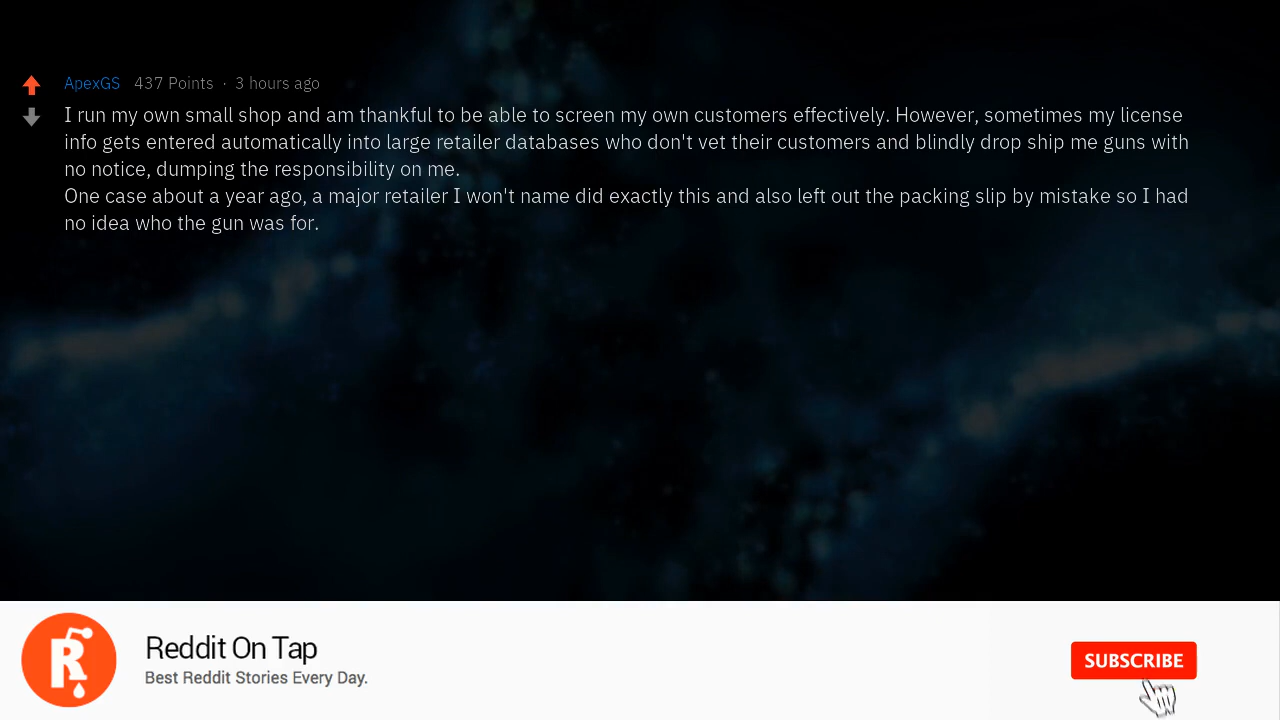 ApexGS 437 Points · 3 hours ago
I run my own small shop and am thankful to be able to screen my own customers effectively. However, sometimes my license
info gets entered automatically into large retailer databases who don't vet their customers and blindly drop ship me guns with
no notice, dumping the responsibility on me.
One case about a year ago, a major retailer I won't name did exactly this and also left out the packing slip by mistake so I had
no idea who the gun was for.
Reddit On Tap
Best Reddit Stories Every Day.
SUBSCRIBE